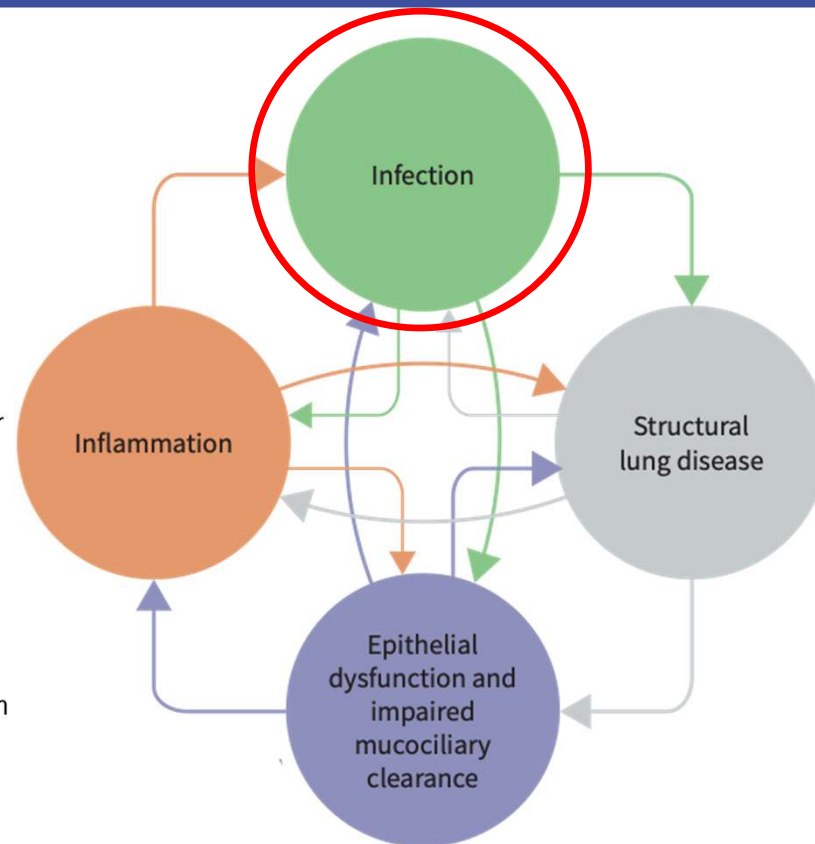 Infection
Inflammation
Structural
lung disease
Epithelial
dysfunction and
impaired
mucociliary
clearance